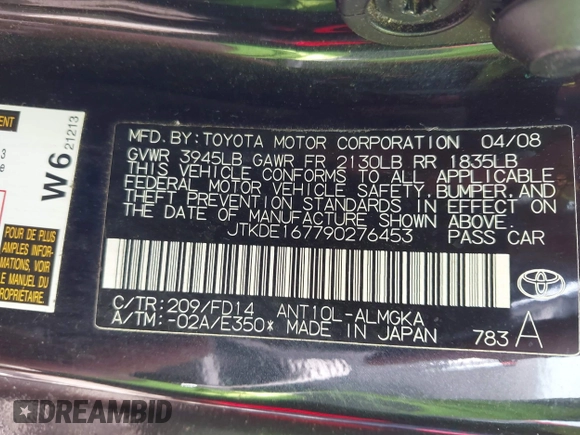 MFD.BY:TOYOTA MOTOR CORPORATION 04/08
GVWR 3945LB GAWR FR 2130LB RR 1835LB
THIS VEHICLE CONFORMS TO ALL APPLICABLE
FEDERAL MOTOR VEHICLE SAFETY, BUMPER, AND
THEFT PREVENTION STANDARDS IN EFFECT ON
THE DATE OF MANUFACTURE SHOWN ABOVE.
JTKDE167790276453 PASS CAR
C/TR:209/FD14 ANT10L-ALMGKA
A/TM:-02A/E350* MADE IN JAPAN
783 A
W6 21213
ENT
3
e
POUR DE PLUS
AMPLES INFOR-
MATIONS,
VEUILLEZ
MANUEL DU
PROPRIÉTAIRE
DREAMBID